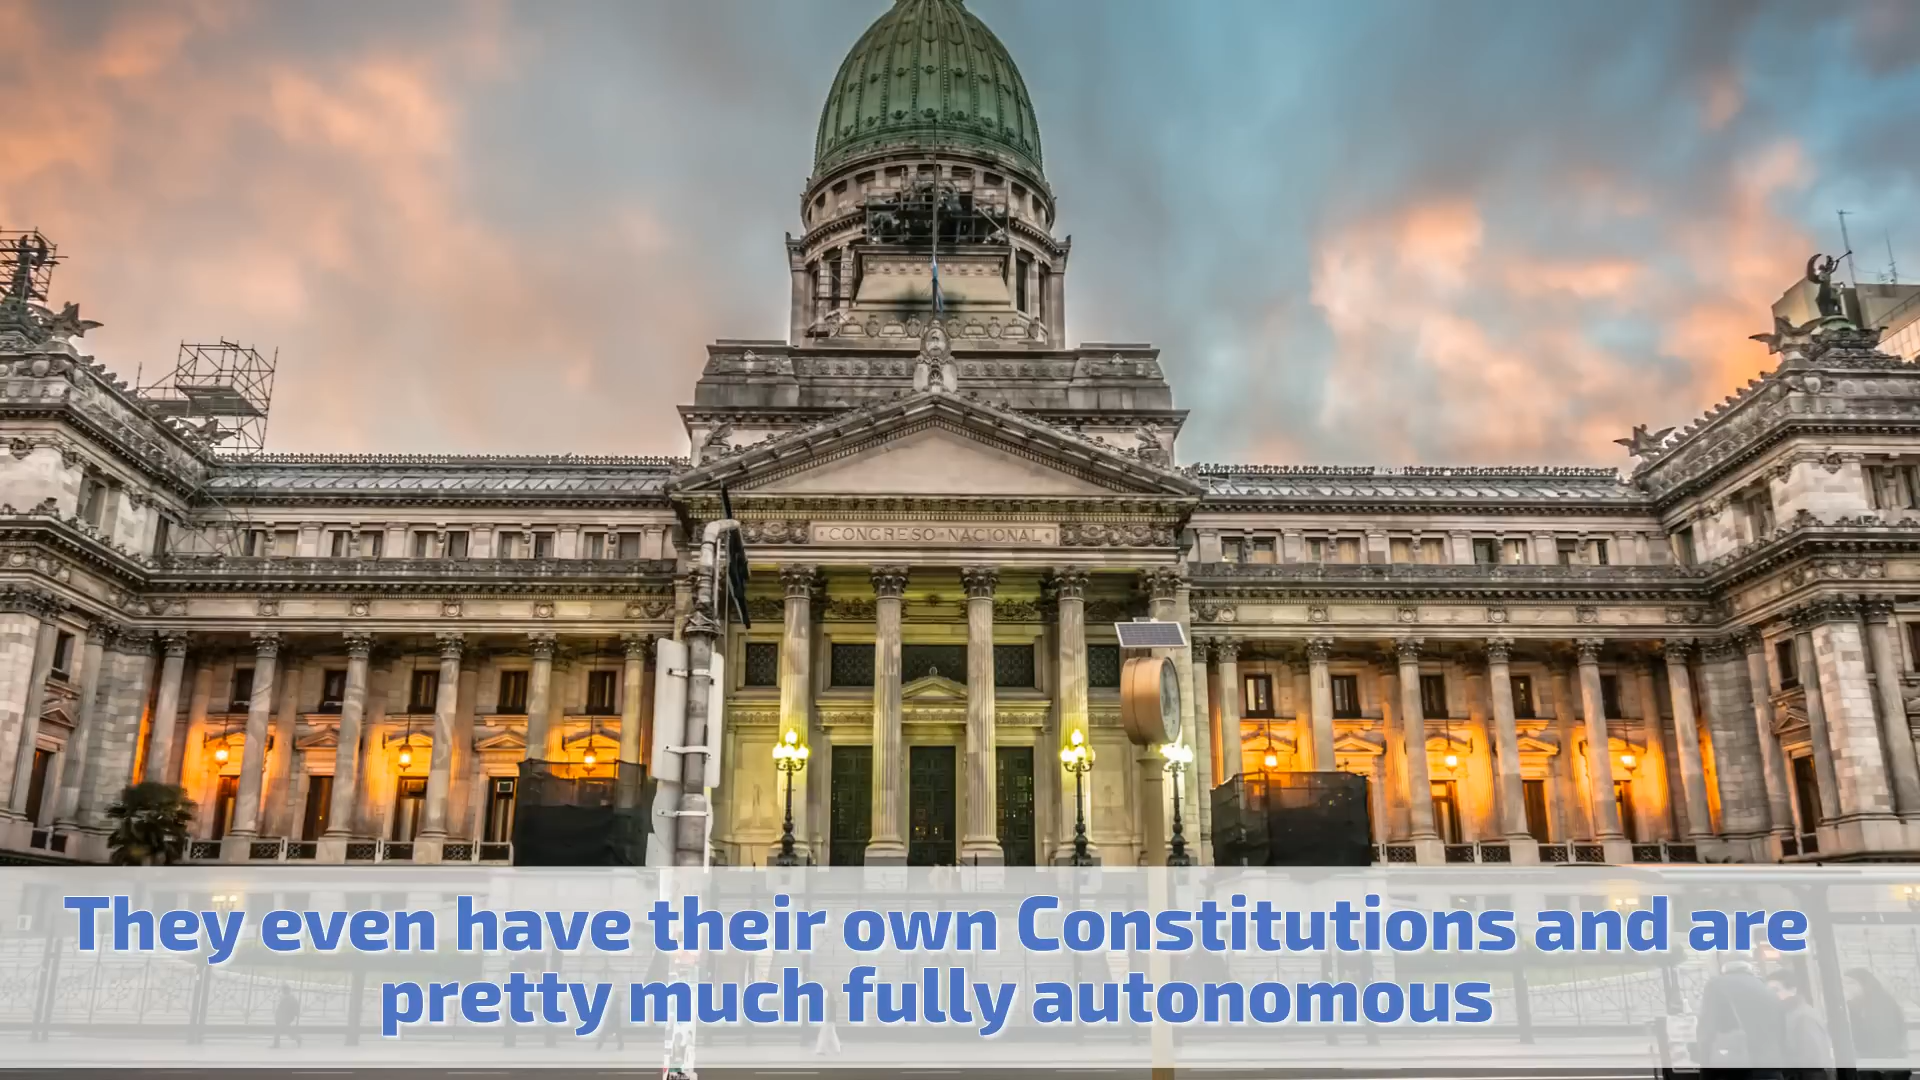 ·CONGRESO·NACIONAL·
They even have their own Constitutions and are
pretty much fully autonomous